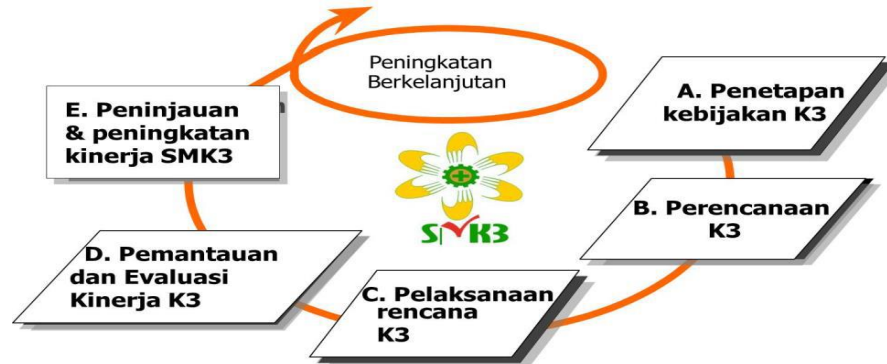 Peningkatan
Berkelanjutan
A. Penetapan
kebijakan K3
B. Perencanaan
K3
C. Pelaksanaan
rencana
K3
D. Pemantauan
dan Evaluasi
Kinerja K3
E. Peninjauan
& peningkatan
kinerja SMK3
SMK3